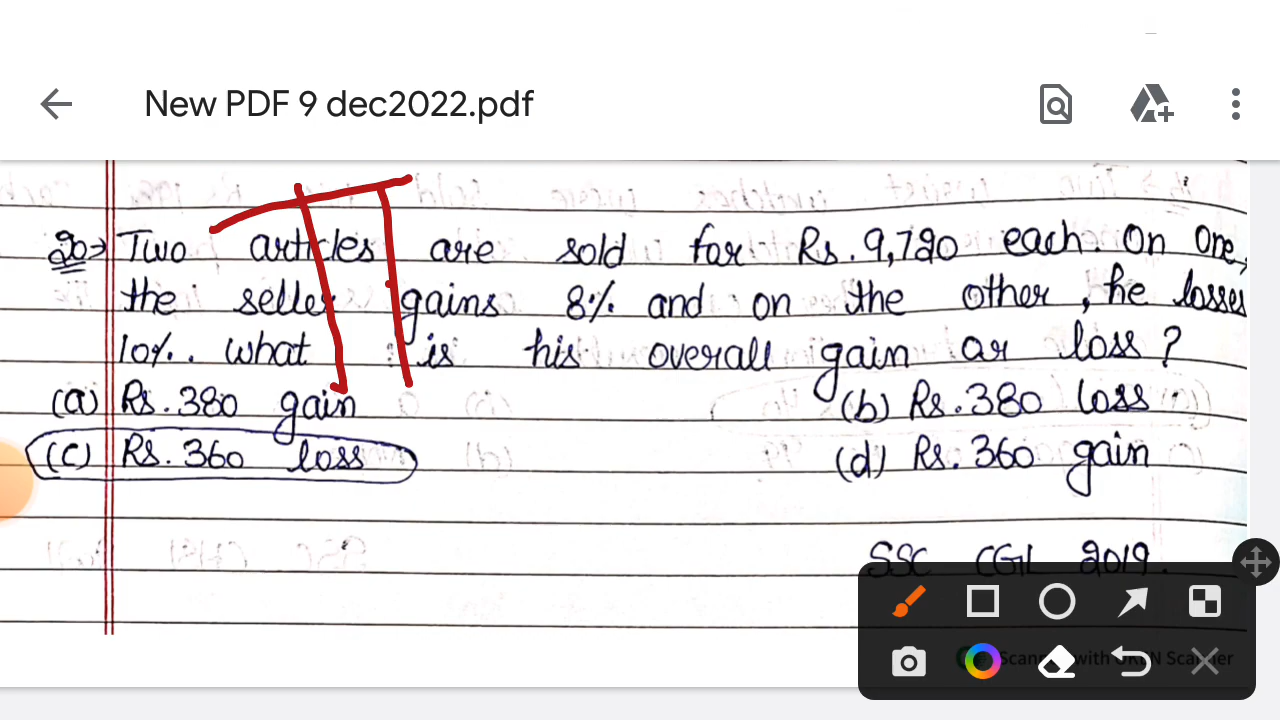 New PDF 9 dec2022.pdf
20→ Two articles are sold for Rs. 9,720 each. On One,
the seller gains 8% and on the other, he losses
10%. What is his overall gain or loss?
(a) Rs. 380 gain (b) Rs. 380 loss
(c) Rs. 360 loss (d) Rs. 360 gain
SSC CGL 2019.